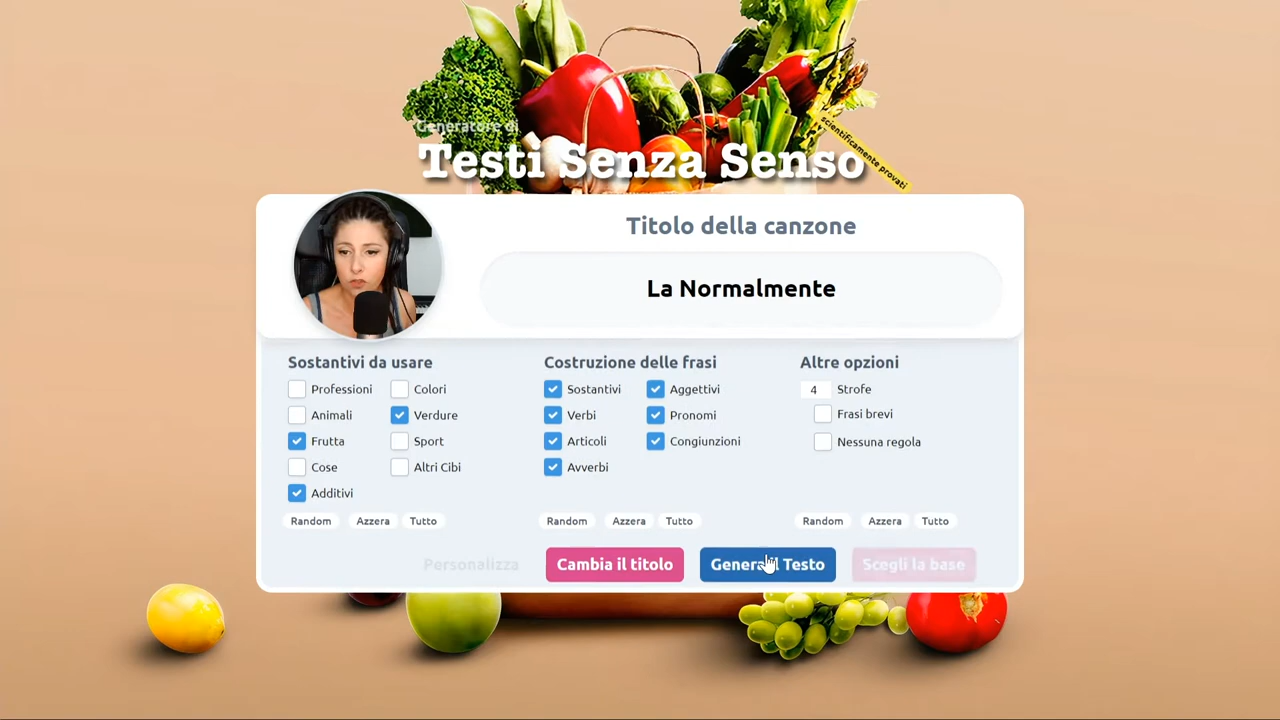 Generatore di
Testi Senza Senso
scientificamente provati
Titolo della canzone
La Normalmente
Sostantivi da usare
Professioni
Colori
Animali
Verdure
Frutta
Sport
Cose
Altri Cibi
Additivi
Random
Azzera
Tutto
Costruzione delle frasi
Sostantivi
Aggettivi
Verbi
Pronomi
Articoli
Congiunzioni
Avverbi
Random
Azzera
Tutto
Altre opzioni
4 Strofe
Frasi brevi
Nessuna regola
Random
Azzera
Tutto
Personalizza
Cambia il titolo
Genera il Testo
Scegli la base